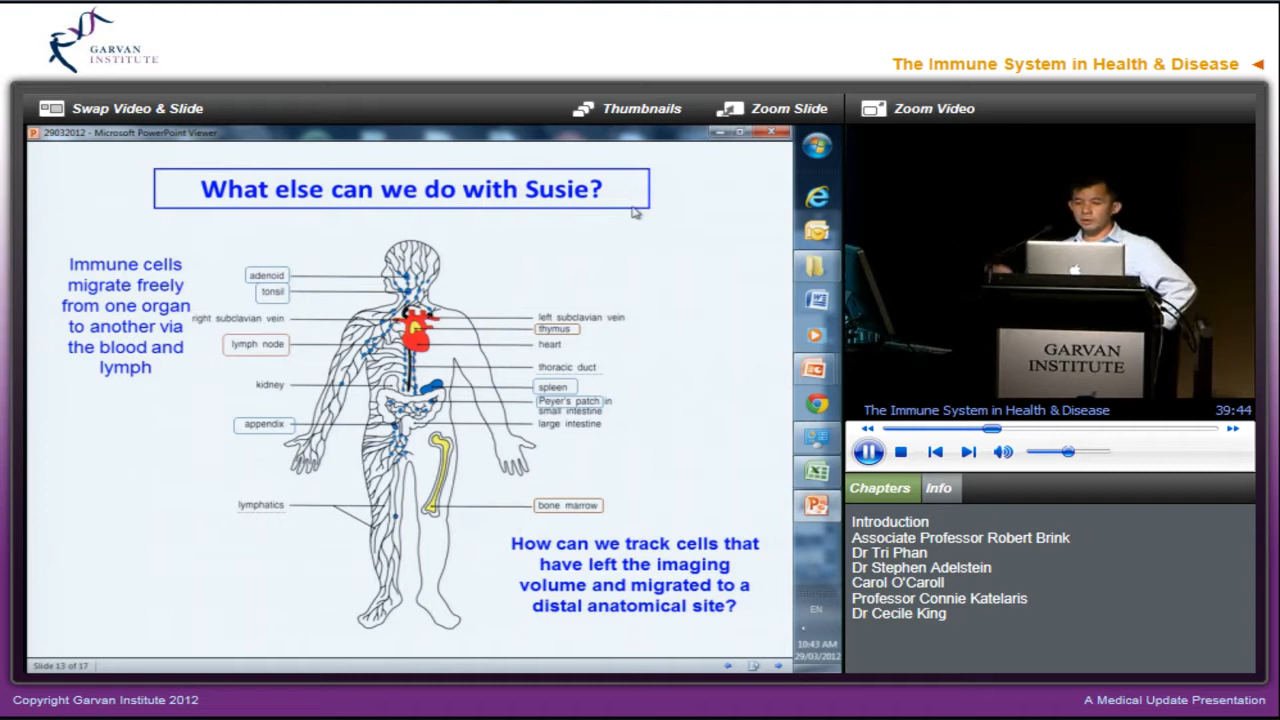 GARVAN
INSTITUTE
The Immune System in Health & Disease
Swap Video & Slide
Thumbnails
Zoom Slide
Zoom Video
29032012 - Microsoft PowerPoint Viewer
What else can we do with Susie?
Immune cells
migrate freely
from one organ
to another via
the blood and
lymph
adenoid
tonsil
right subclavian vein
lymph node
kidney
appendix
lymphatics
left subclavian vein
thymus
heart
thoracic duct
spleen
Peyer's patch in
small intestine
large intestine
bone marrow
How can we track cells that
have left the imaging
volume and migrated to a
distal anatomical site?
Slide 13 of 17
EN
10:43 AM
29/03/2012
GARVAN
INSTITUTE
The Immune System in Health & Disease
39:44
Chapters
Info
Introduction
Associate Professor Robert Brink
Dr Tri Phan
Dr Stephen Adelstein
Carol O'Caroll
Professor Connie Katelaris
Dr Cecile King
Copyright Garvan Institute 2012
A Medical Update Presentation